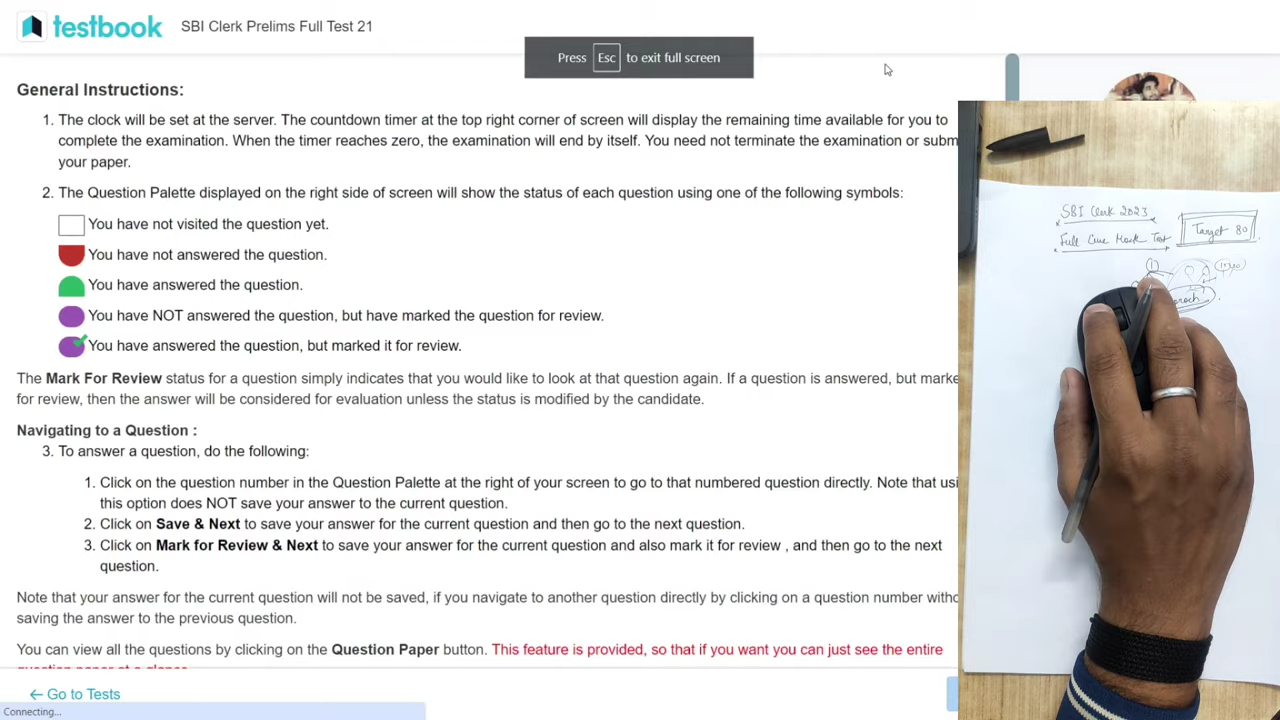 testbook
SBI Clerk Prelims Full Test 21
Press Esc to exit full screen
General Instructions:
1. The clock will be set at the server. The countdown timer at the top right corner of screen will display the remaining time available for you to
complete the examination. When the timer reaches zero, the examination will end by itself. You need not terminate the examination or subm
your paper.
2. The Question Palette displayed on the right side of screen will show the status of each question using one of the following symbols:
You have not visited the question yet.
You have not answered the question.
You have answered the question.
You have NOT answered the question, but have marked the question for review.
You have answered the question, but marked it for review.
The Mark For Review status for a question simply indicates that you would like to look at that question again. If a question is answered, but marke
for review, then the answer will be considered for evaluation unless the status is modified by the candidate.
Navigating to a Question :
3. To answer a question, do the following:
1. Click on the question number in the Question Palette at the right of your screen to go to that numbered question directly. Note that usi
this option does NOT save your answer to the current question.
2. Click on Save & Next to save your answer for the current question and then go to the next question.
3. Click on Mark for Review & Next to save your answer for the current question and also mark it for review , and then go to the next
question.
Note that your answer for the current question will not be saved, if you navigate to another question directly by clicking on a question number witho
saving the answer to the previous question.
You can view all the questions by clicking on the Question Paper button. This feature is provided, so that if you want you can just see the entire
question paper at a glance.
← Go to Tests
Connecting...
SBI Clerk 2023
Full Mock Test
Target 80